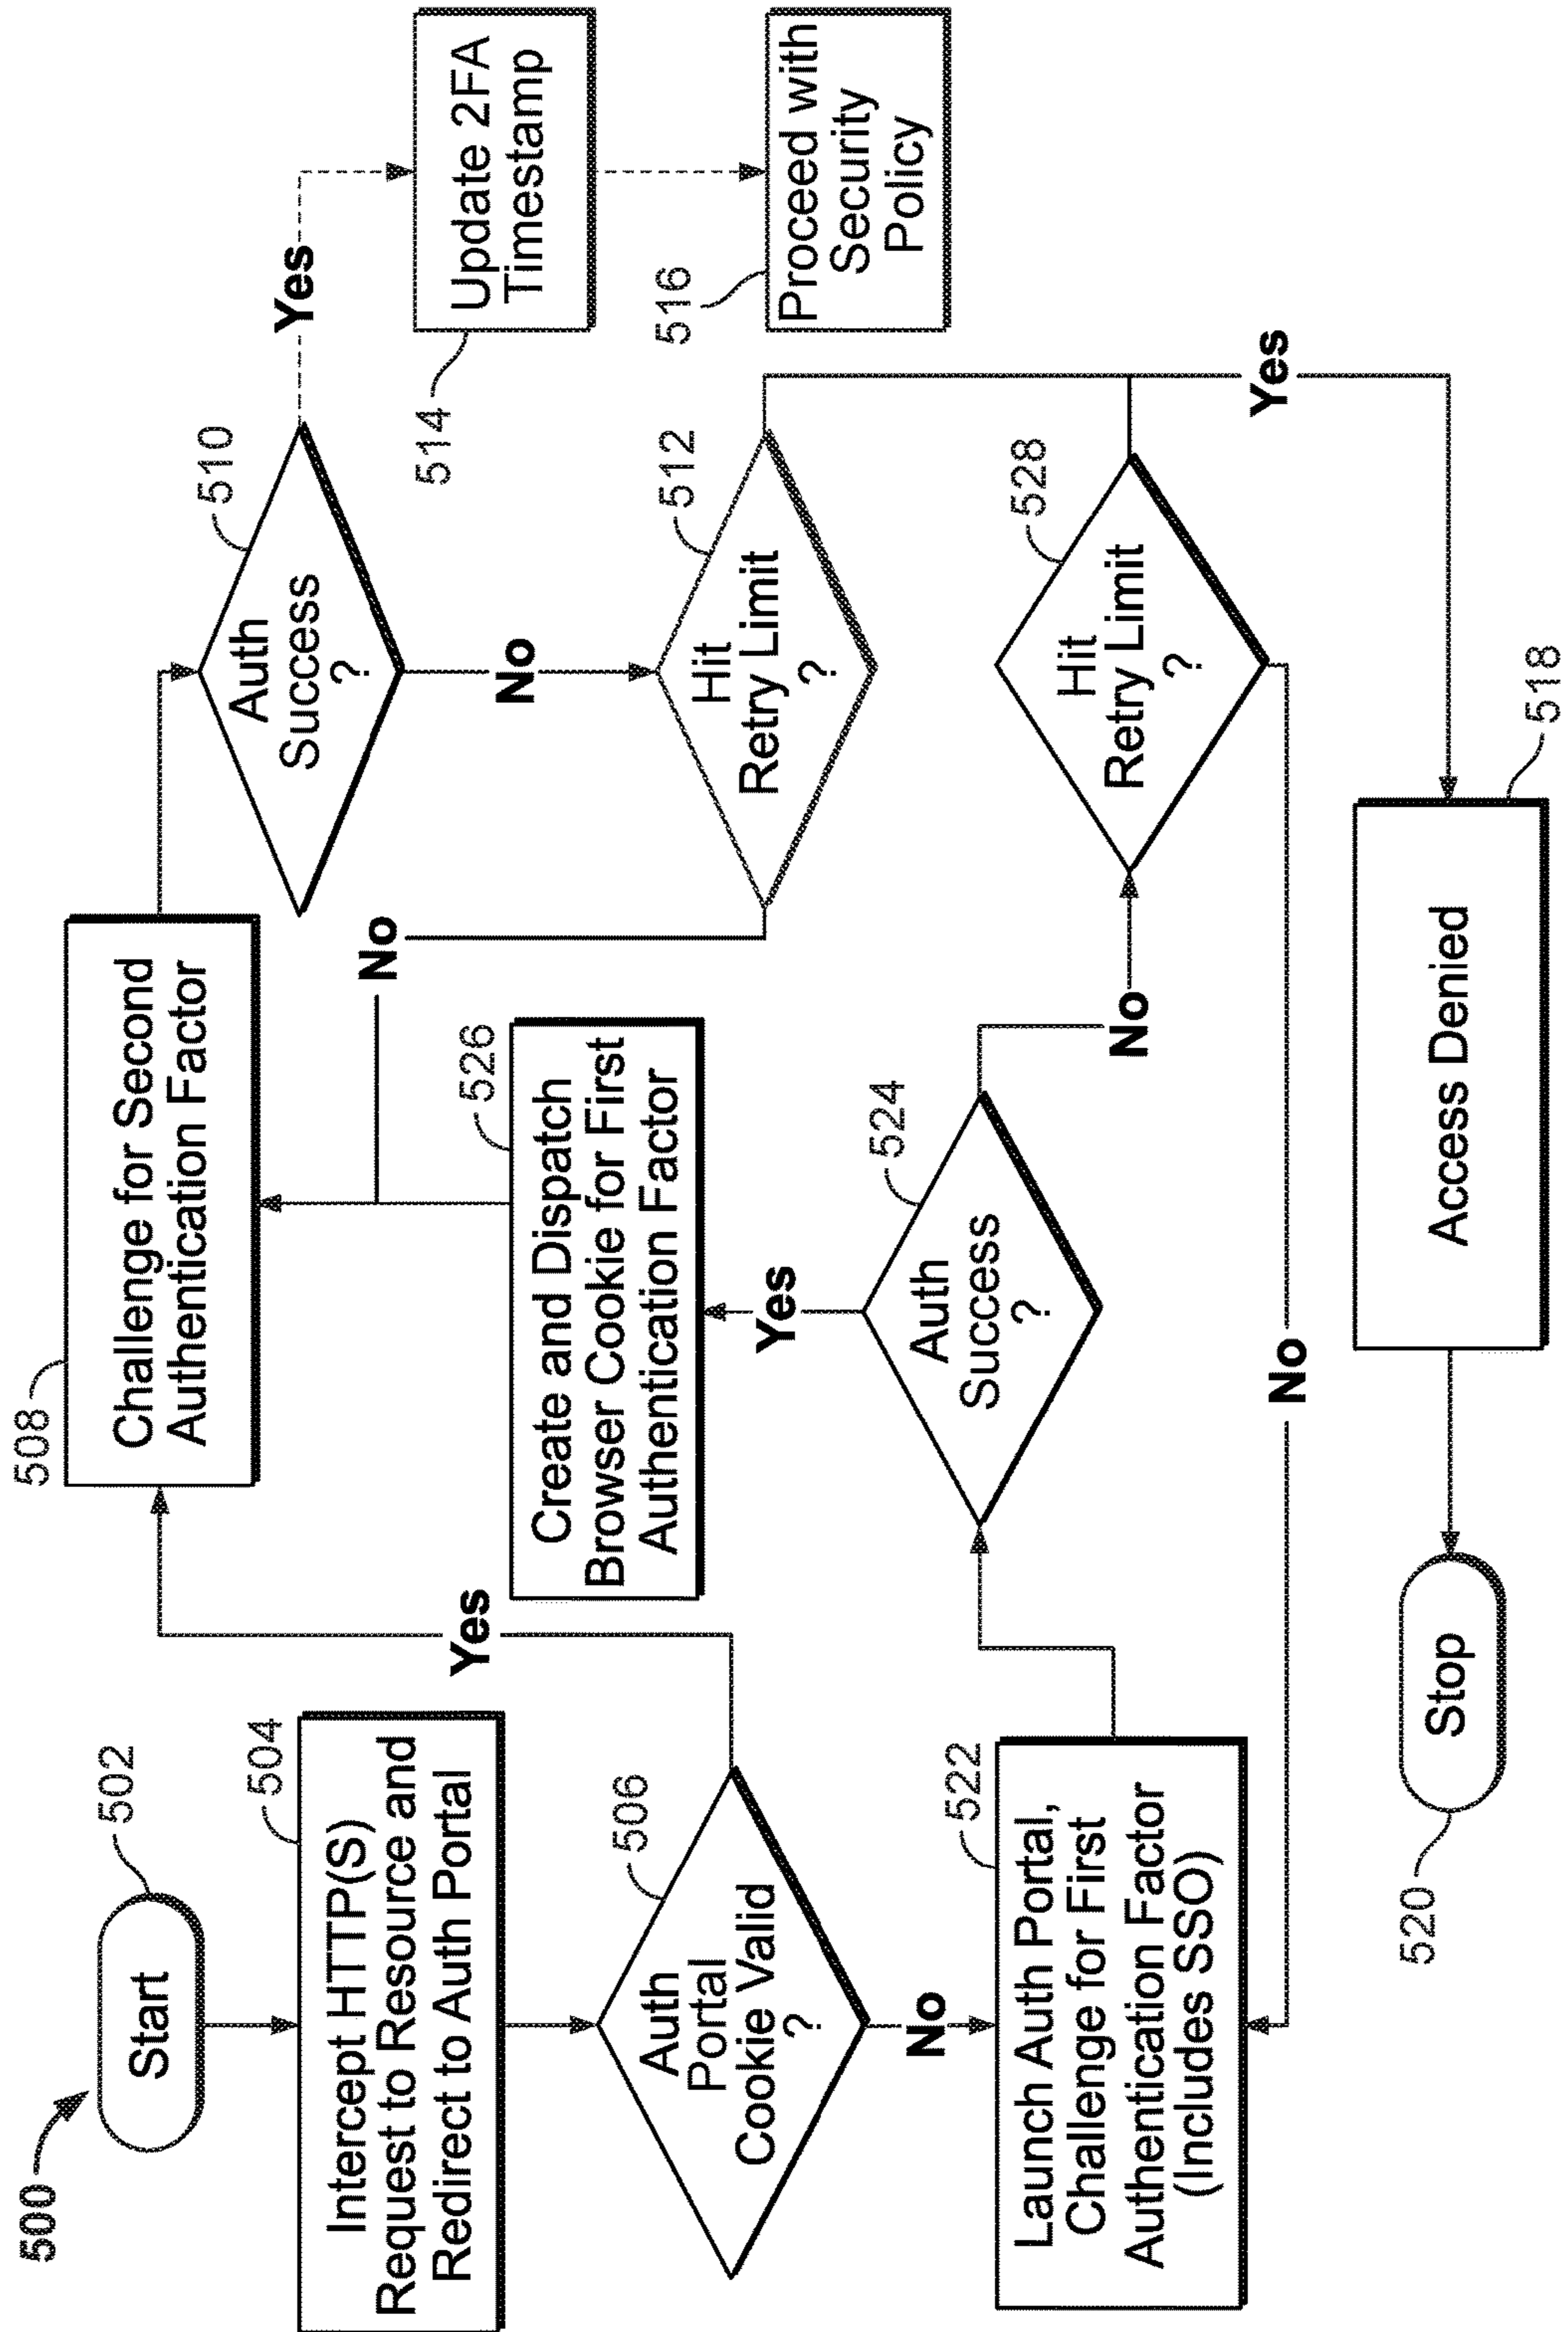 500
Start
502
Intercept HTTP(S)
Request to Resource and
Redirect to Auth Portal
504
Auth
Portal
Cookie Valid
?
506
Yes
No
508
Challenge for Second
Authentication Factor
Auth
Success
?
510
Yes
No
Update 2FA
Timestamp
514
Proceed with
Security
Policy
516
Hit
Retry Limit
?
512
No
Create and Dispatch
Browser Cookie for First
Authentication Factor
526
Yes
Launch Auth Portal,
Challenge for First
Authentication Factor
(Includes SSO)
522
Auth
Success
?
524
No
Hit
Retry Limit
?
528
Yes
No
Access Denied
518
Stop
520